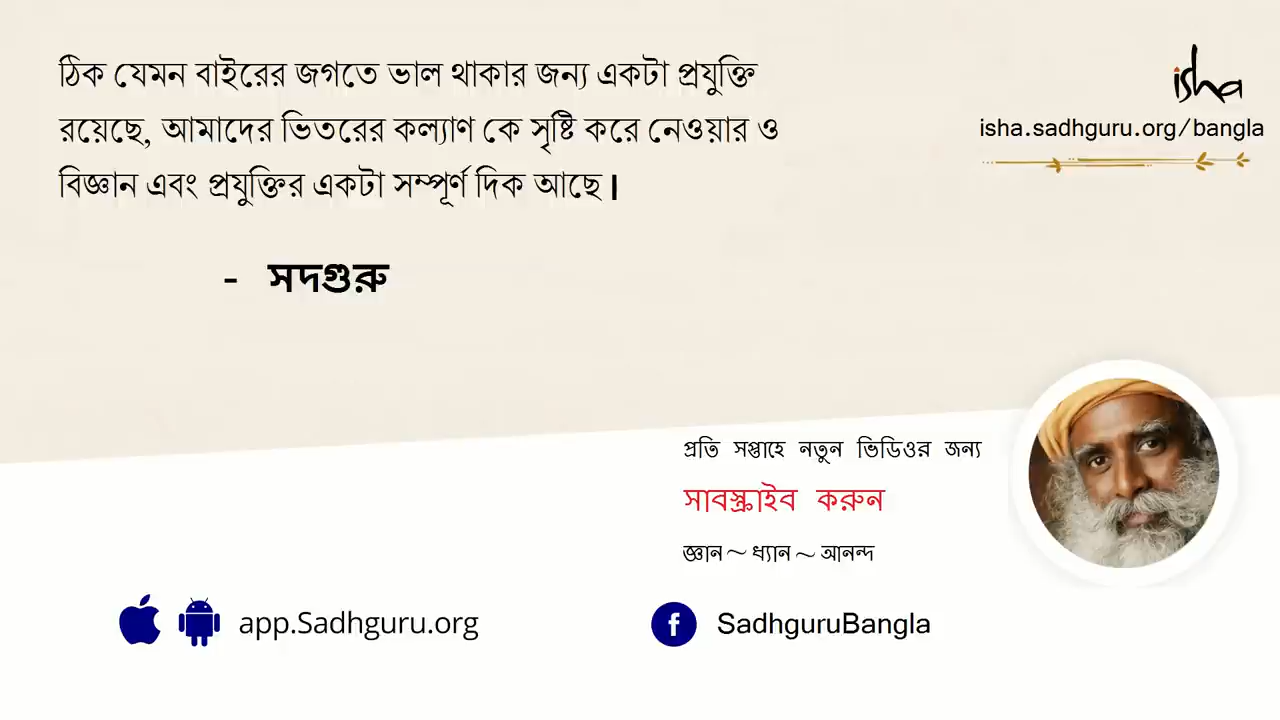 ঠিক যেমন বাইরের জগতে ভাল থাকার জন্য একটা প্রযুক্তি
রয়েছে, আমাদের ভিতরের কল্যাণ কে সৃষ্টি করে নেওয়ার ও
বিজ্ঞান এবং প্রযুক্তির একটা সম্পূর্ণ দিক আছে।
- সদগুরু
isha
isha.sadhguru.org/bangla
প্রতি সপ্তাহে নতুন ভিডিওর জন্য
সাবস্ক্রাইব করুন
জ্ঞান ~ ধ্যান ~ আনন্দ
app.Sadhguru.org
SadhguruBangla